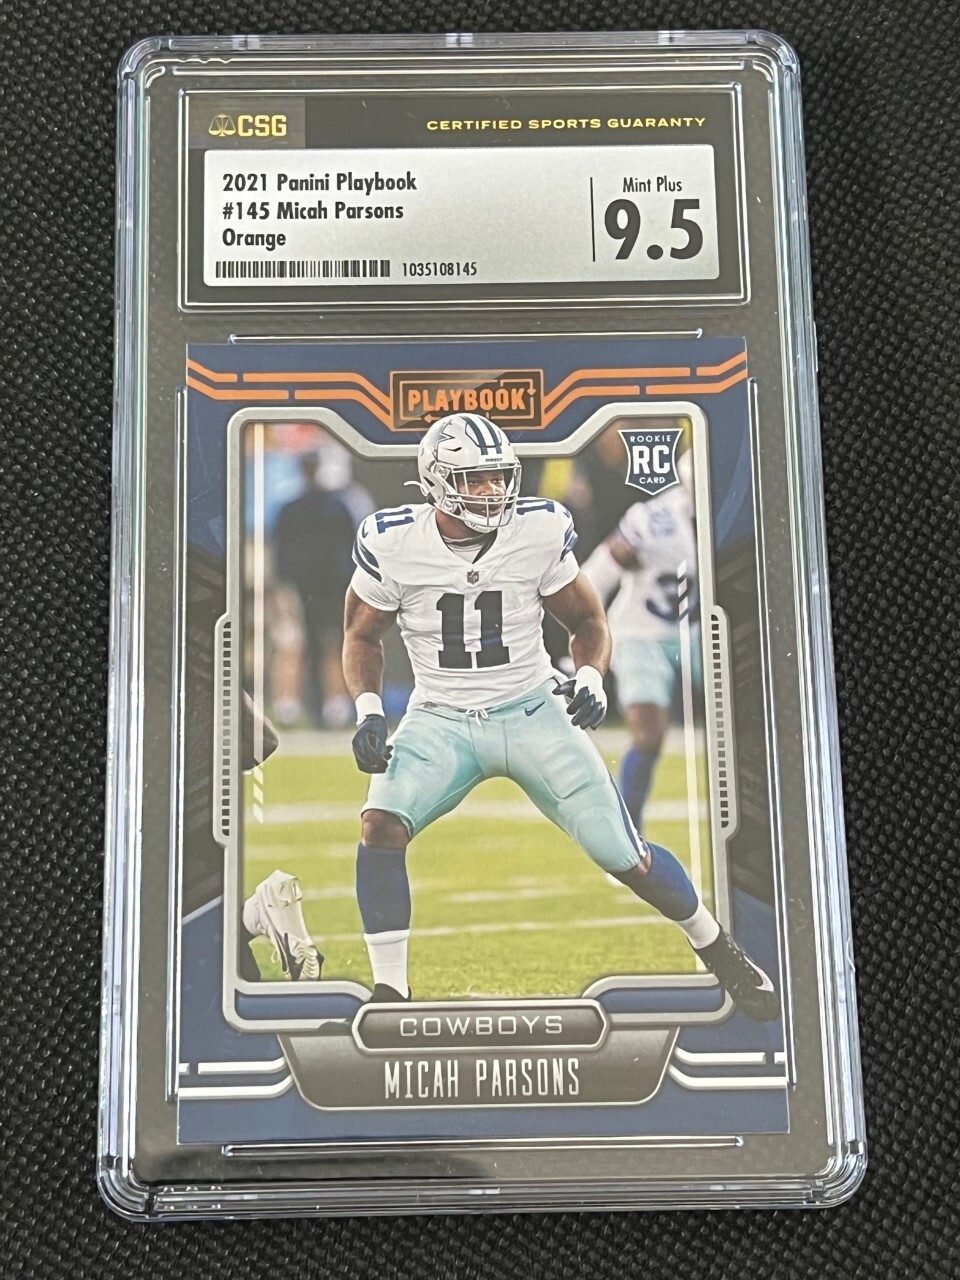 CSG
CERTIFIED SPORTS GUARANTY
2021 Panini Playbook
#145 Micah Parsons
Orange
Mint Plus
9.5
1035108145
PLAYBOOK
ROOKIE
RC
CARD
11
11
11
COWBOYS
MICAH PARSONS